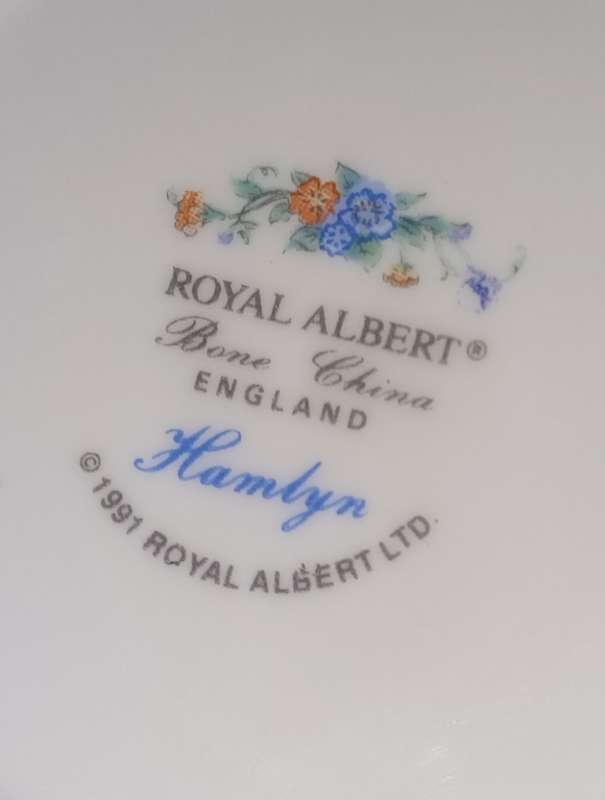 ROYAL ALBERT®
Bone China
ENGLAND
Hamlyn
© 1991 ROYAL ALBERT LTD.